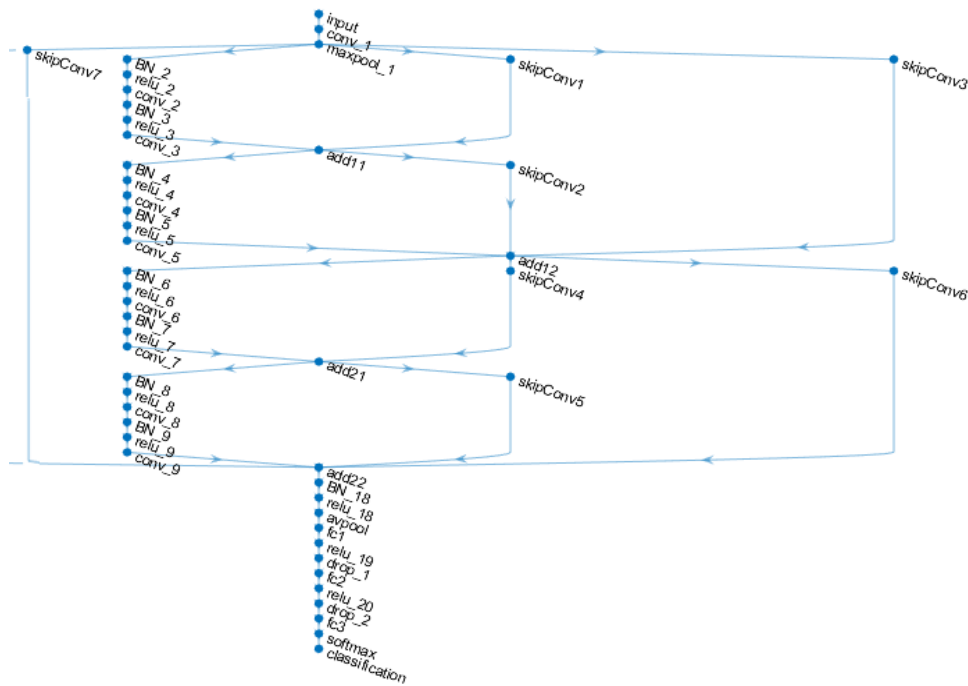 input
conv_1
maxpool_1
skipConv7
BN_2
relu_2
conv_2
BN_3
relu_3
conv_3
skipConv1
skipConv3
add11
BN_4
relu_4
conv_4
BN_5
relu_5
conv_5
skipConv2
add12
skipConv4
skipConv6
BN_6
relu_6
conv_6
BN_7
relu_7
conv_7
add21
BN_8
relu_8
conv_8
BN_9
relu_9
conv_9
skipConv5
add22
BN_18
relu_18
avpool
fc1
relu_19
drop_1
fc2
relu_20
drop_2
fc3
softmax
classification